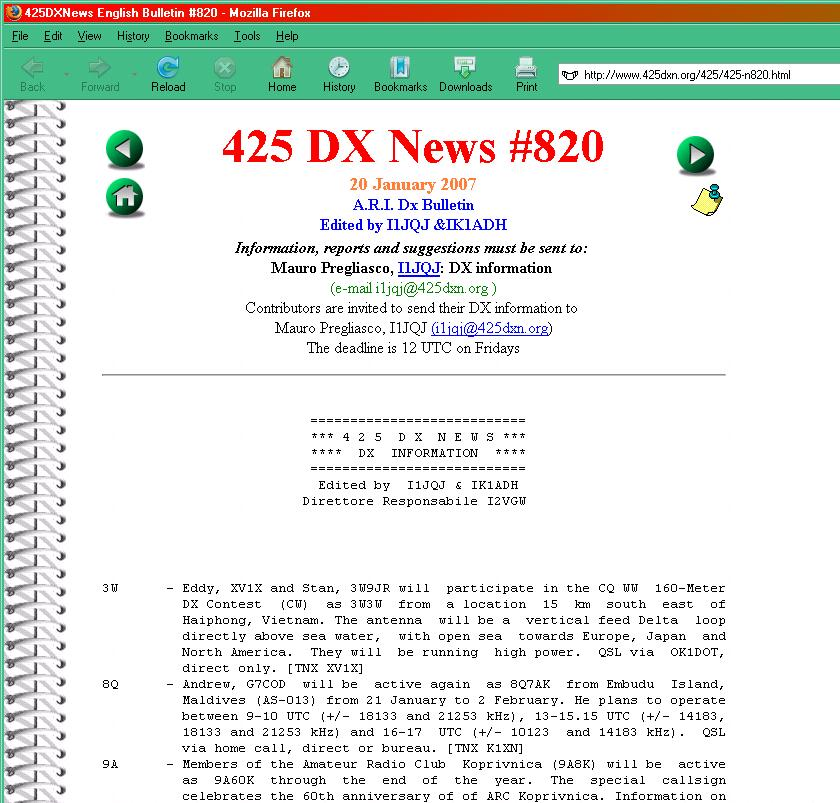 425DXNews English Bulletin #820 - Mozilla Firefox
File Edit View History Bookmarks Tools Help
Back Forward Reload Stop Home History Bookmarks Downloads Print http://www.425dxn.org/425/425-n820.html
425 DX News #820
20 January 2007
A.R.I. Dx Bulletin
Edited by I1JQJ &IK1ADH
Information, reports and suggestions must be sent to:
Mauro Pregliasco, I1JQJ: DX information
(e-mail i1jqj@425dxn.org )
Contributors are invited to send their DX information to
Mauro Pregliasco, I1JQJ (i1jqj@425dxn.org)
The deadline is 12 UTC on Fridays
===========================
*** 4 2 5 D X N E W S ***
**** DX INFORMATION ****
===========================
Edited by I1JQJ & IK1ADH
Direttore Responsabile I2VGW
3W - Eddy, XV1X and Stan, 3W9JR will participate in the CQ WW 160-Meter
DX Contest (CW) as 3W3W from a location 15 km south east of
Haiphong, Vietnam. The antenna will be a vertical feed Delta loop
directly above sea water, with open sea towards Europe, Japan and
North America. They will be running high power. QSL via OK1DOT,
direct only. [TNX XV1X]
8Q - Andrew, G7COD will be active again as 8Q7AK from Embudu Island,
Maldives (AS-013) from 21 January to 2 February. He plans to operate
between 9-10 UTC (+/- 18133 and 21253 kHz), 13-15.15 UTC (+/- 14183,
18133 and 21253 kHz) and 16-17 UTC (+/- 10123 and 14183 kHz). QSL
via home call, direct or bureau. [TNX K1XN]
9A - Members of the Amateur Radio Club Koprivnica (9A8K) will be active
as 9A60K through the end of the year. The special callsign
celebrates the 60th anniversary of of ARC Koprivnica. Information on